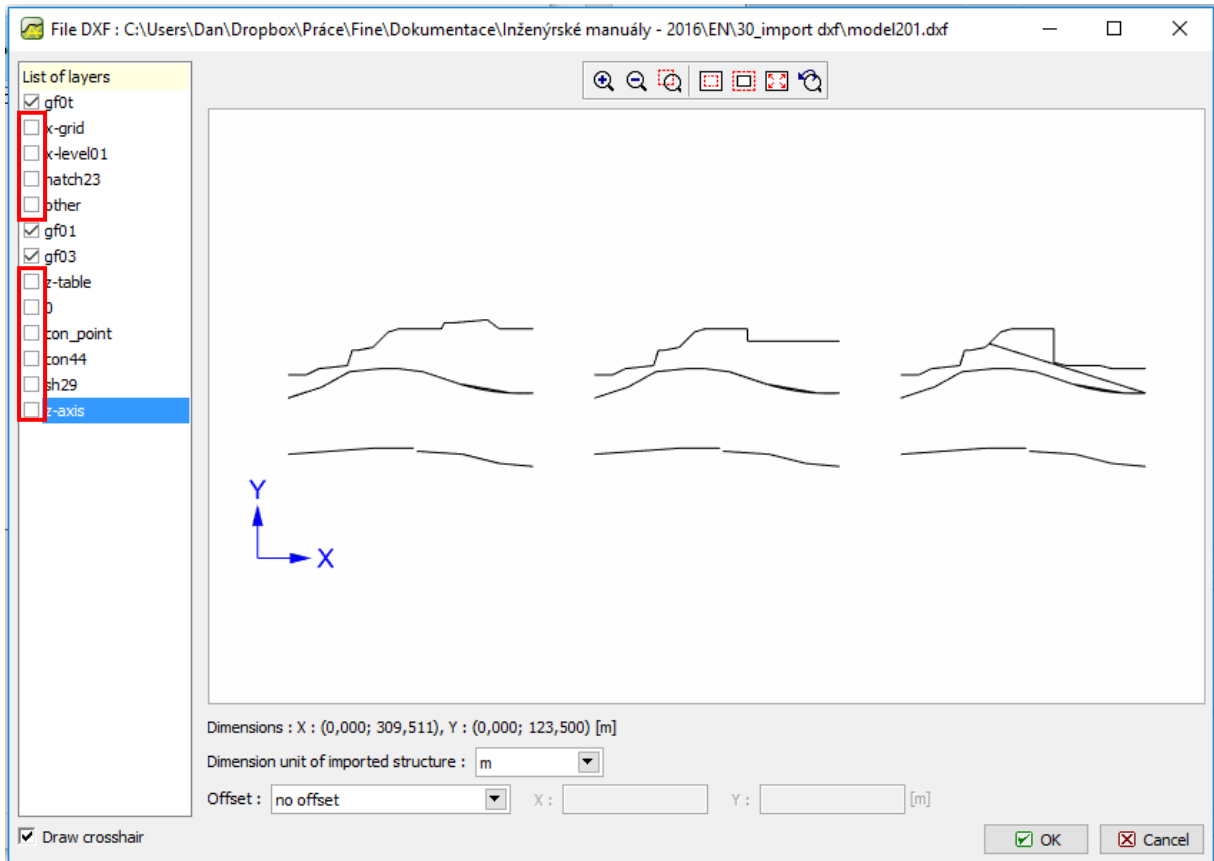 File DXF : C:\Users\Dan\Dropbox\Práce\Fine\Dokumentace\Inženýrské manuály - 2016\EN\30_import dxf\model201.dxf
List of layers
gf0t
x-grid
x-level01
hatch23
other
gf01
gf03
z-table
0
con_point
con44
sh29
z-axis
Y
X
Dimensions : X : (0,000; 309,511), Y : (0,000; 123,500) [m]
Dimension unit of imported structure : m
Offset : no offset X : Y : [m]
Draw crosshair OK Cancel